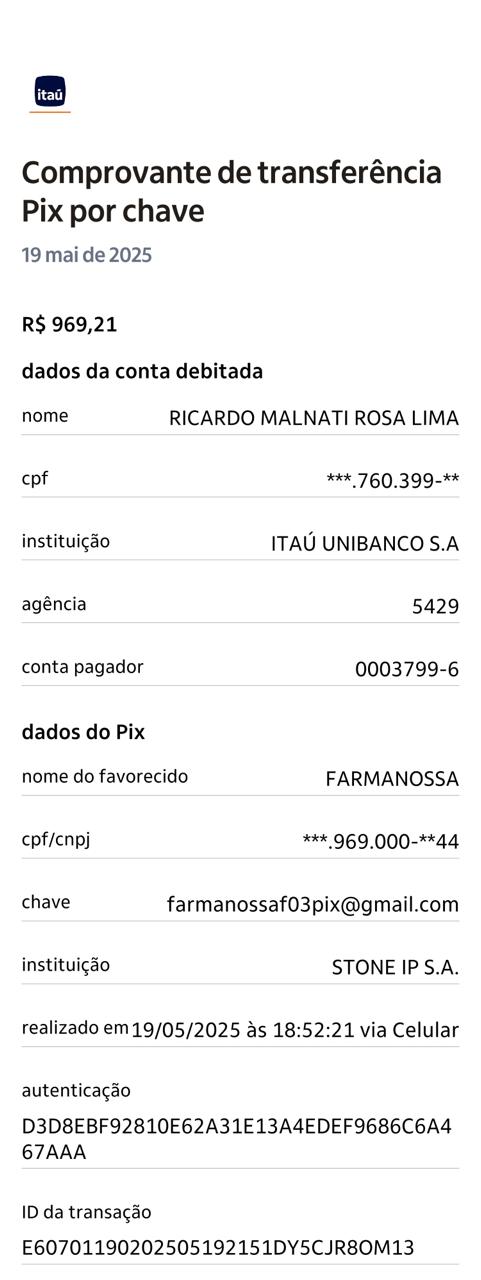 itaú
Comprovante de transferência
Pix por chave
19 mai de 2025
R$ 969,21
dados da conta debitada
nome RICARDO MALNATI ROSA LIMA
cpf ***.760.399-**
instituição ITAÚ UNIBANCO S.A
agência 5429
conta pagador 0003799-6
dados do Pix
nome do favorecido FARMANOSSA
cpf/cnpj ***.969.000-**44
chave farmanossaf03pix@gmail.com
instituição STONE IP S.A.
realizado em 19/05/2025 às 18:52:21 via Celular
autenticação
D3D8EBF92810E62A31E13A4EDEF9686C6A4
67AAA
ID da transação
E60701190202505192151DY5CJR8OM13